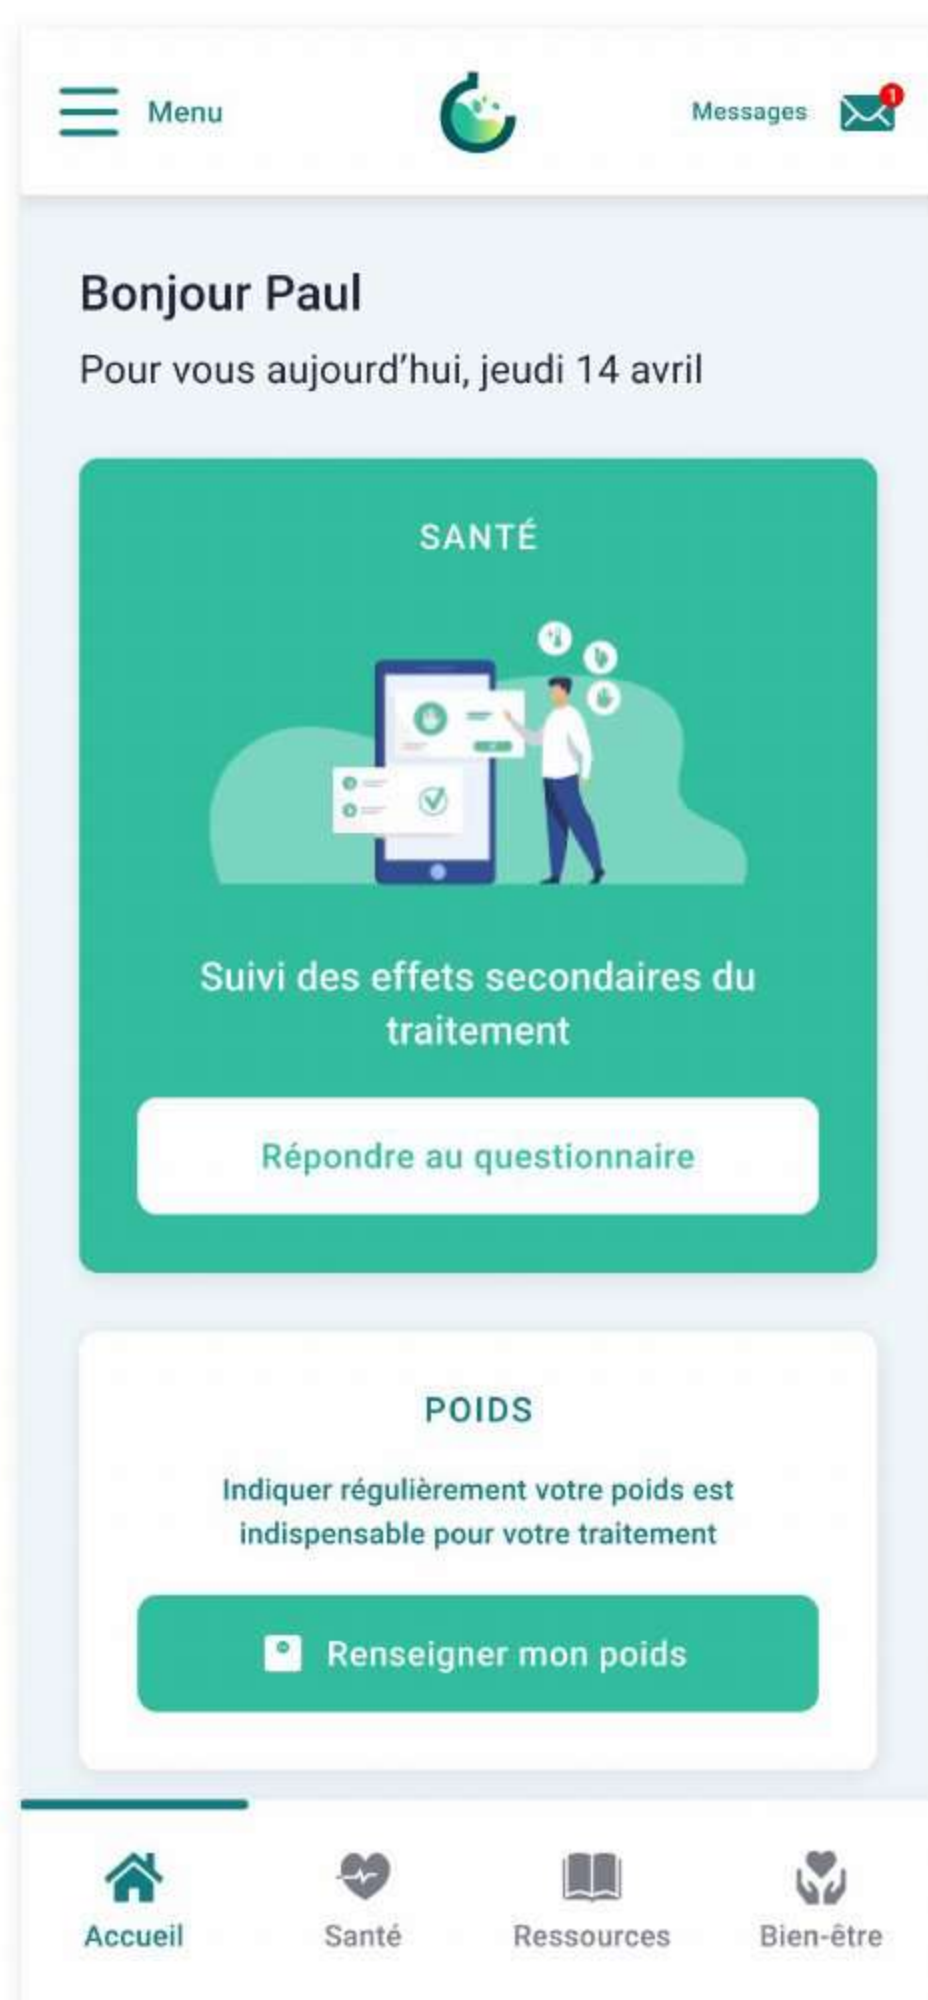 Menu
Messages
1
Bonjour Paul
Pour vous aujourd’hui, jeudi 14 avril
SANTÉ
Suivi des effets secondaires du
traitement
Répondre au questionnaire
POIDS
Indiquer régulièrement votre poids est
indispensable pour votre traitement
Renseigner mon poids
Accueil
Santé
Ressources
Bien-être